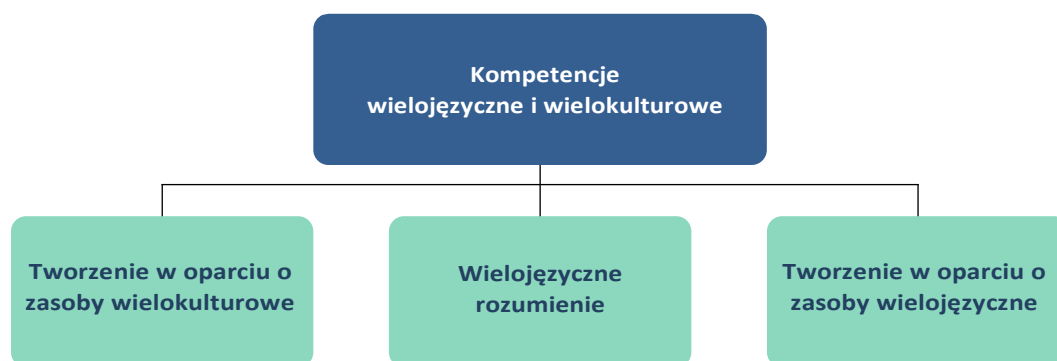 Kompetencje
wielojęzyczne i wielokulturowe
Tworzenie w oparciu o
zasoby wielokulturowe
Wielojęzyczne
rozumienie
Tworzenie w oparciu o
zasoby wielojęzyczne